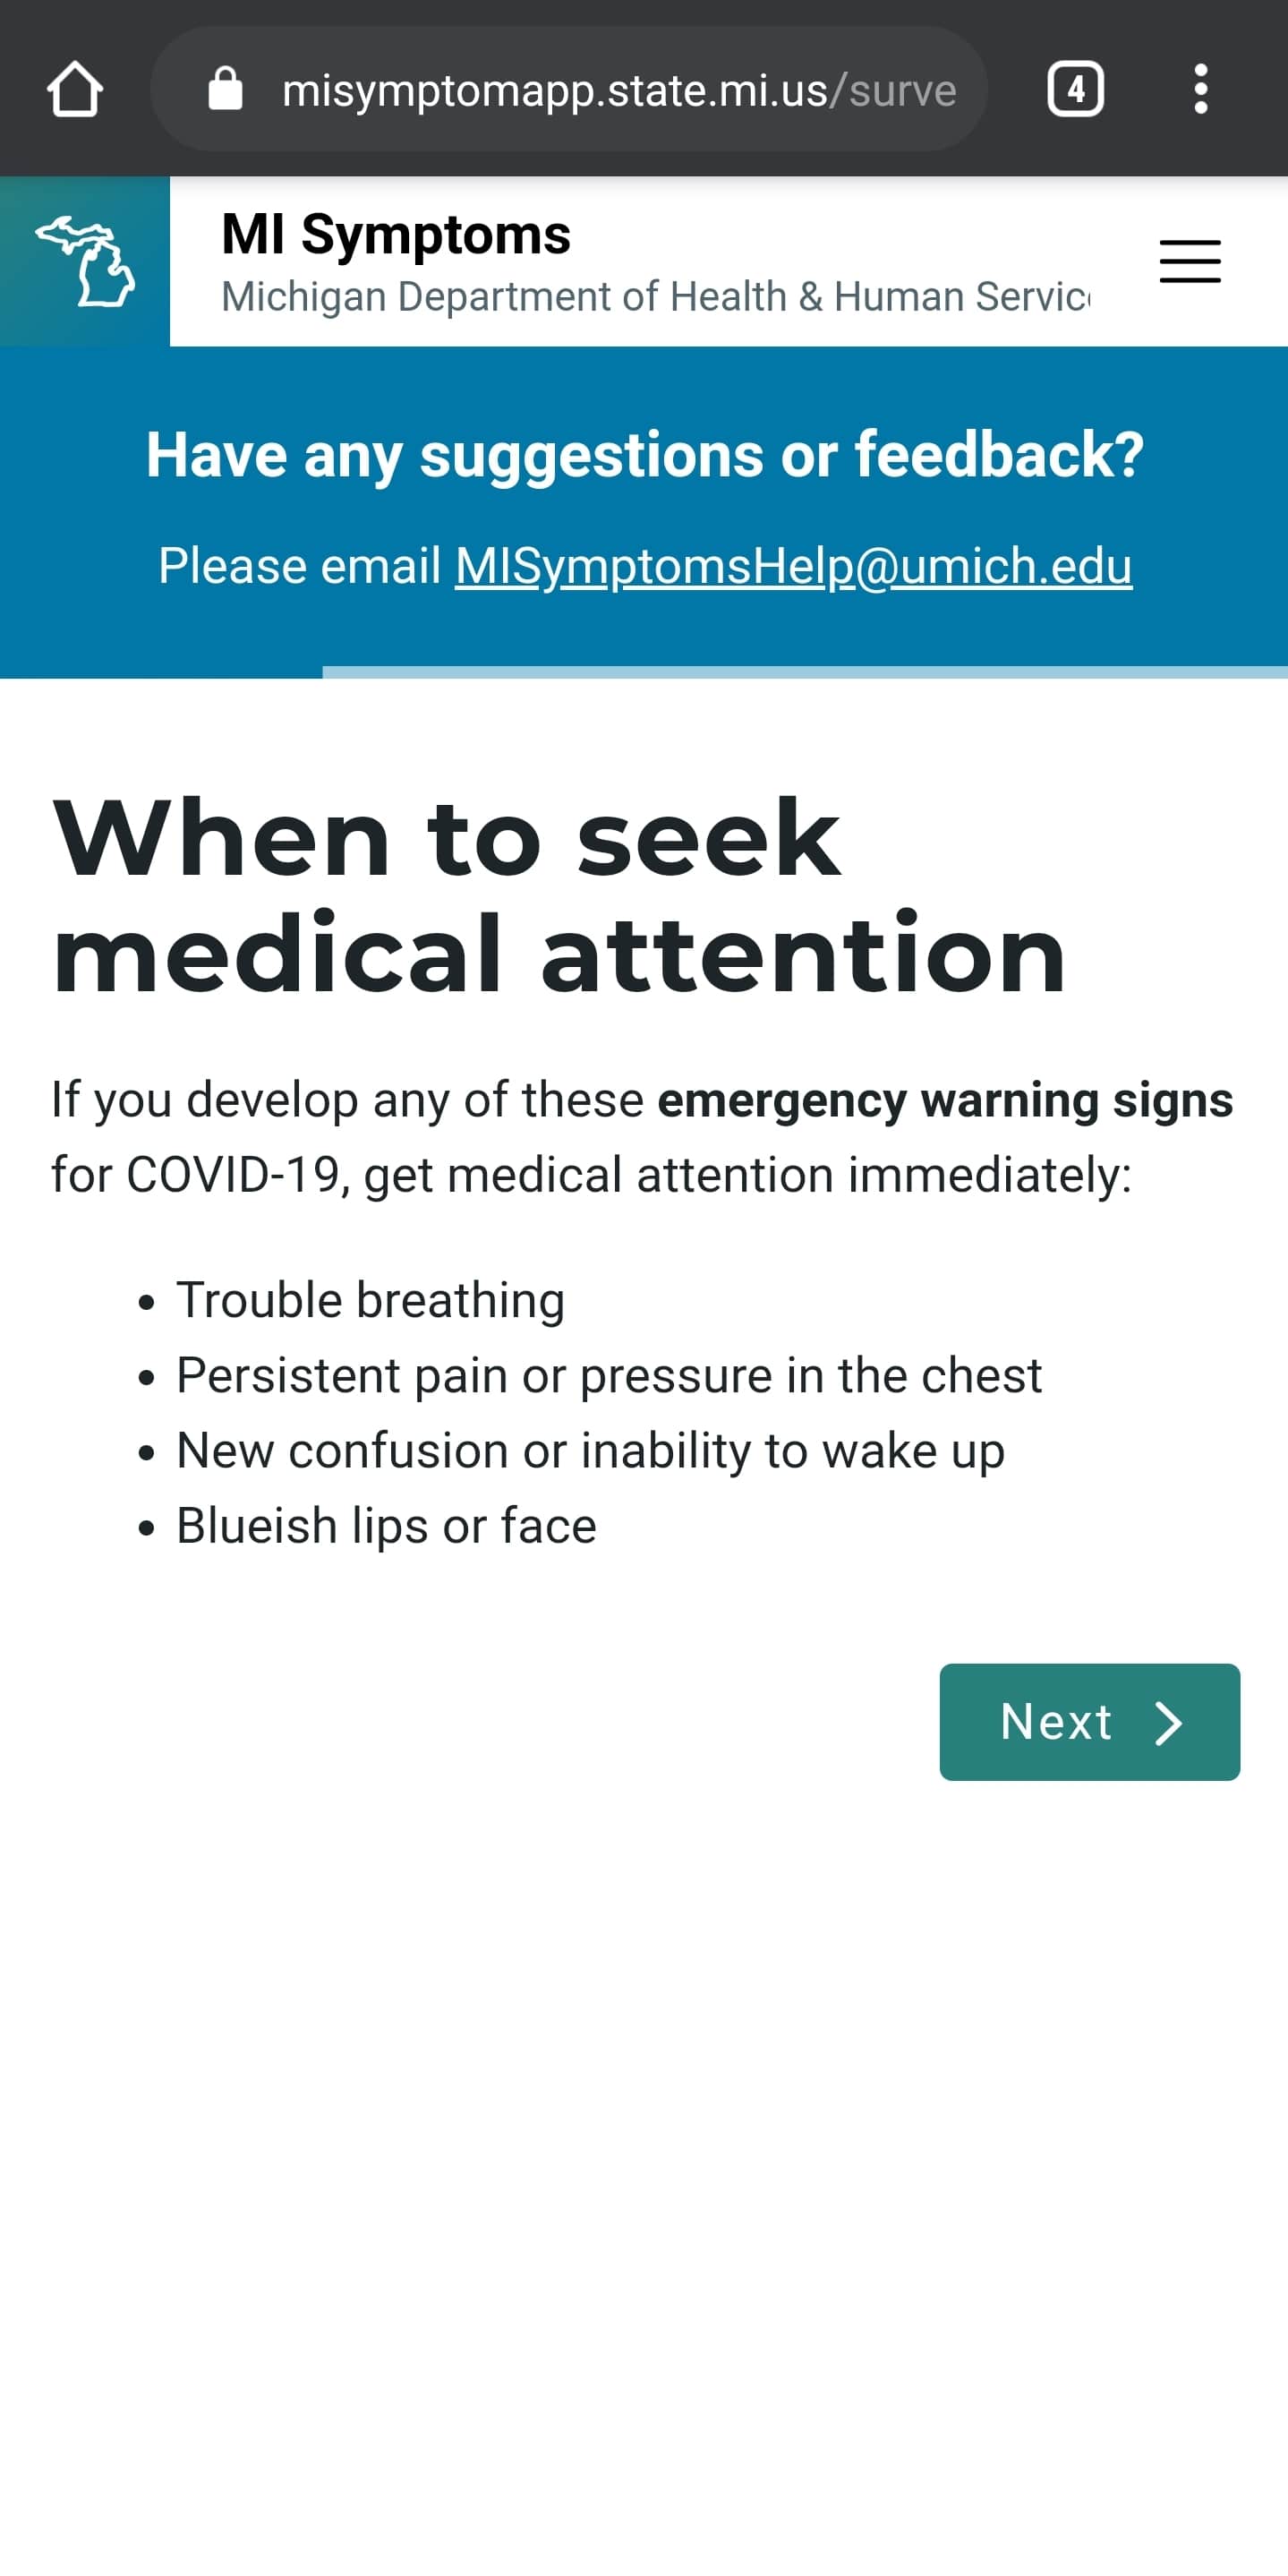 misymptomapp.state.mi.us/surve
4
MI Symptoms
Michigan Department of Health & Human
Have any suggestions or feedback?
Please email MISymptomsHelp@umich.edu
When to seek
medical attention
If you develop any of these emergency warning signs
for COVID-19, get medical attention immediately:
• Trouble breathing
• Persistent pain or pressure in the chest
• New confusion or inability to wake up
• Blueish lips or face
Next